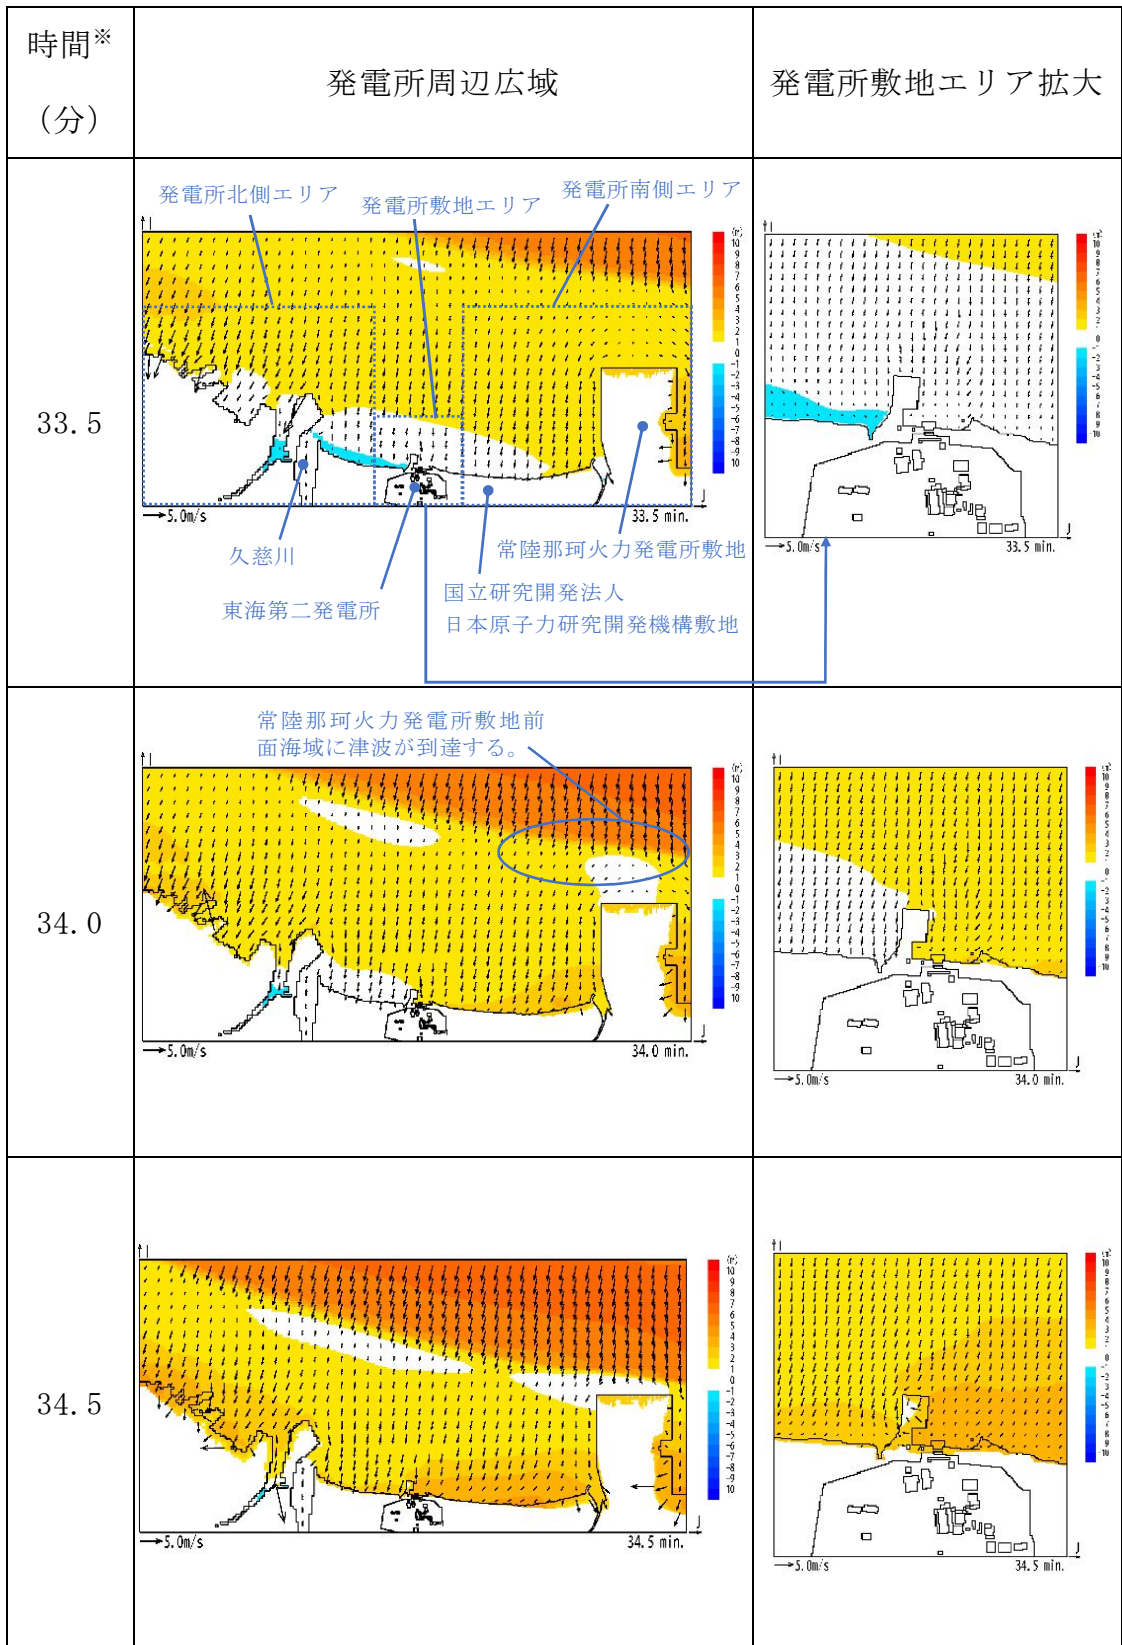 時間※
（分）
発電所周辺広域
発電所敷地エリア拡大
33.5
発電所北側エリア
発電所敷地エリア
発電所南側エリア
5.0m/s
33.5 min.
久慈川
東海第二発電所
常陸那珂火力発電所敷地
国立研究開発法人
日本原子力研究開発機構敷地
5.0m/s
33.5 min.
34.0
常陸那珂火力発電所敷地前
面海域に津波が到達する。
5.0m/s
34.0 min.
5.0m/s
34.0 min.
34.5
5.0m/s
34.5 min.
5.0m/s
34.5 min.